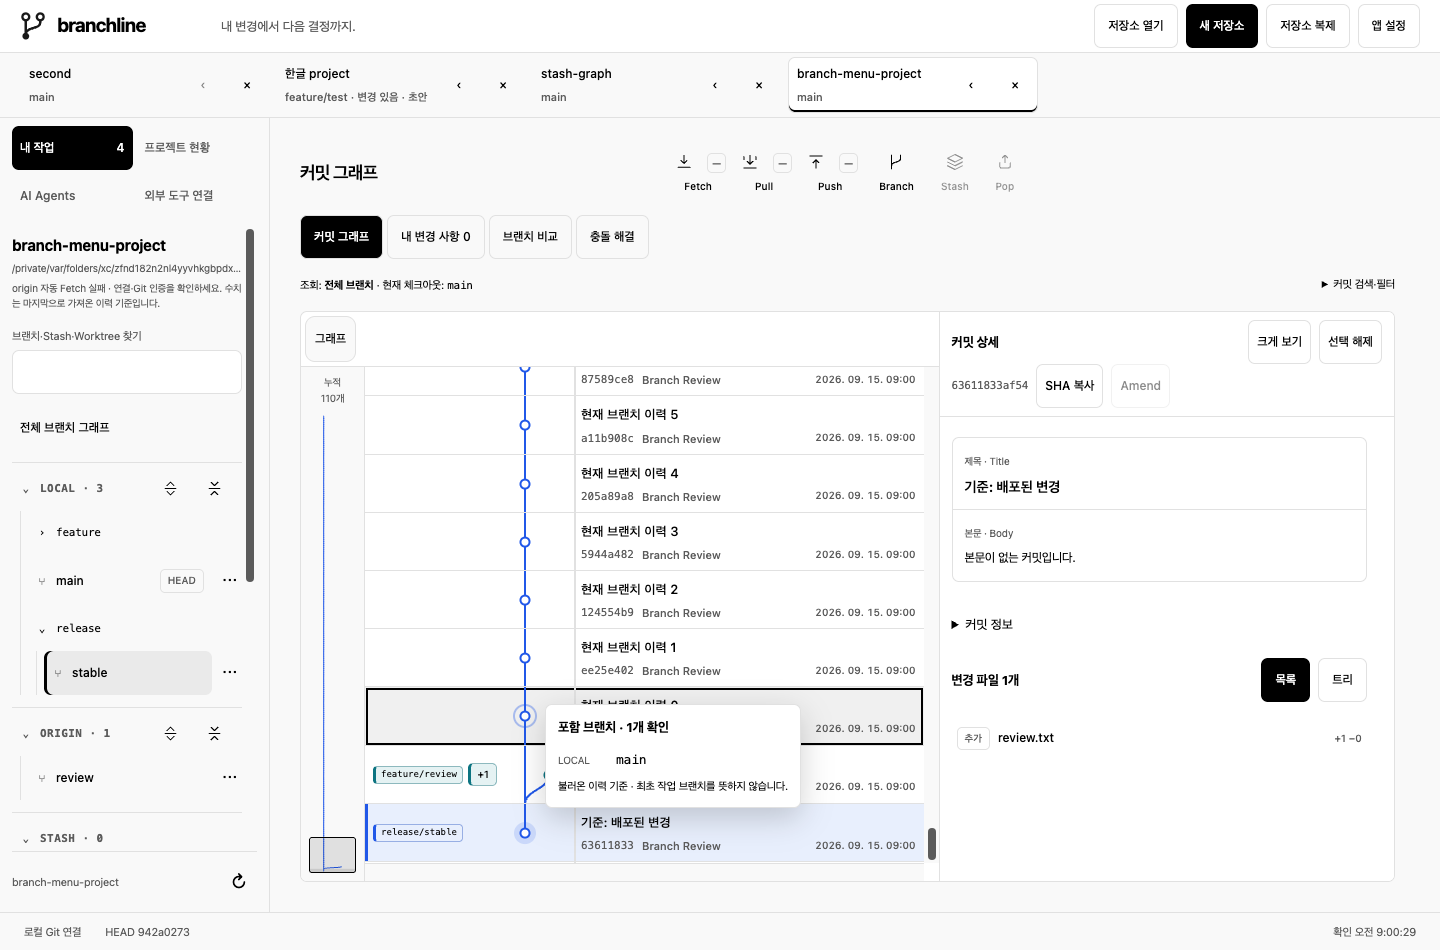 branchline
내 변경에서 다음 결정까지.
저장소 열기
새 저장소
저장소 복제
앱 설정
second
main
한글 project
feature/test · 변경 있음 · 초안
stash-graph
main
branch-menu-project
main
내 작업 4
프로젝트 현황
AI Agents
외부 도구 연결
branch-menu-project
/private/var/folders/xc/zfnd182n2nl4yyvhkgbpdx...
origin 자동 Fetch 실패 · 연결·Git 인증을 확인하세요. 수치
는 마지막으로 가져온 이력 기준입니다.
브랜치·Stash·Worktree 찾기
전체 브랜치 그래프
LOCAL · 3
feature
main HEAD
release
stable
ORIGIN · 1
review
STASH · 0
branch-menu-project
커밋 그래프
Fetch
Pull
Push
Branch
Stash
Pop
커밋 그래프
내 변경 사항 0
브랜치 비교
충돌 해결
조회: 전체 브랜치 · 현재 체크아웃: main
커밋 검색·필터
그래프
누적
110개
87589ce8 Branch Review 2026. 09. 15. 09:00
현재 브랜치 이력 5
a11b908c Branch Review 2026. 09. 15. 09:00
현재 브랜치 이력 4
205a89a8 Branch Review 2026. 09. 15. 09:00
현재 브랜치 이력 3
5944a482 Branch Review 2026. 09. 15. 09:00
현재 브랜치 이력 2
124554b9 Branch Review 2026. 09. 15. 09:00
현재 브랜치 이력 1
ee25e402 Branch Review 2026. 09. 15. 09:00
2026. 09. 15. 09:00
포함 브랜치 · 1개 확인
LOCAL main
불러온 이력 기준 · 최초 작업 브랜치를 뜻하지 않습니다.
feature/review +1
2026. 09. 15. 09:00
release/stable
기준: 배포된 변경
63611833 Branch Review 2026. 09. 15. 09:00
커밋 상세
크게 보기
선택 해제
63611833af54
SHA 복사
Amend
제목 · Title
기준: 배포된 변경
본문 · Body
본문이 없는 커밋입니다.
커밋 정보
변경 파일 1개
목록
트리
추가 review.txt +1 −0
로컬 Git 연결
HEAD 942a0273
확인 오전 9:00:29